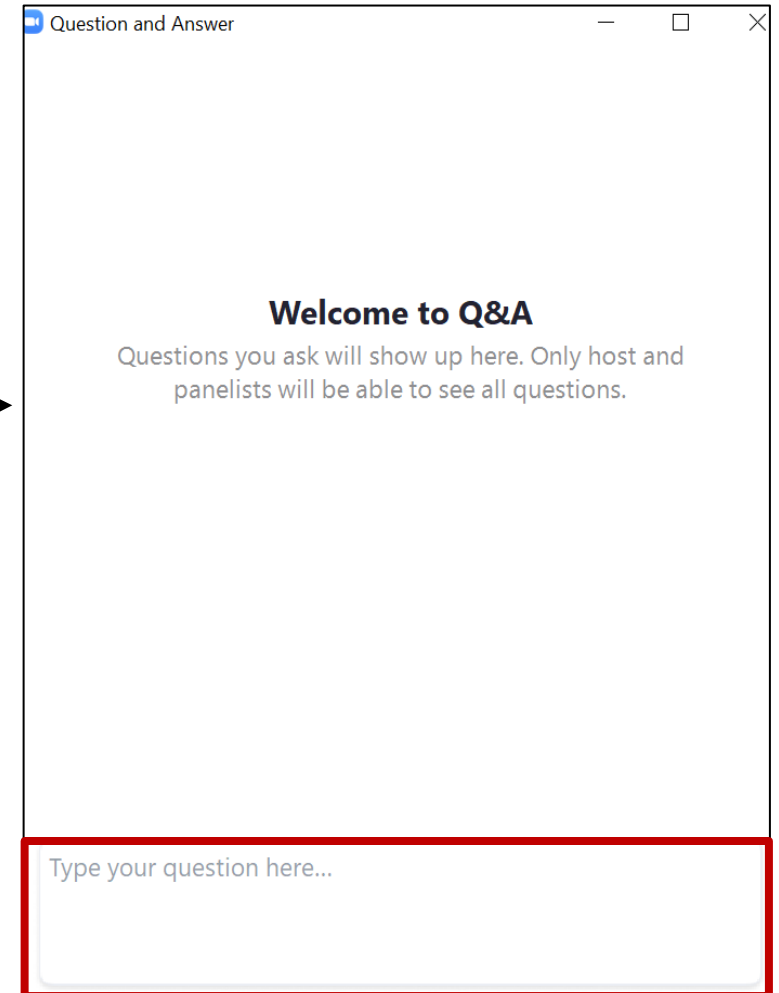 Question and Answer
Welcome to Q&A
Questions you ask will show up here. Only host and
panelists will be able to see all questions.
Type your question here...